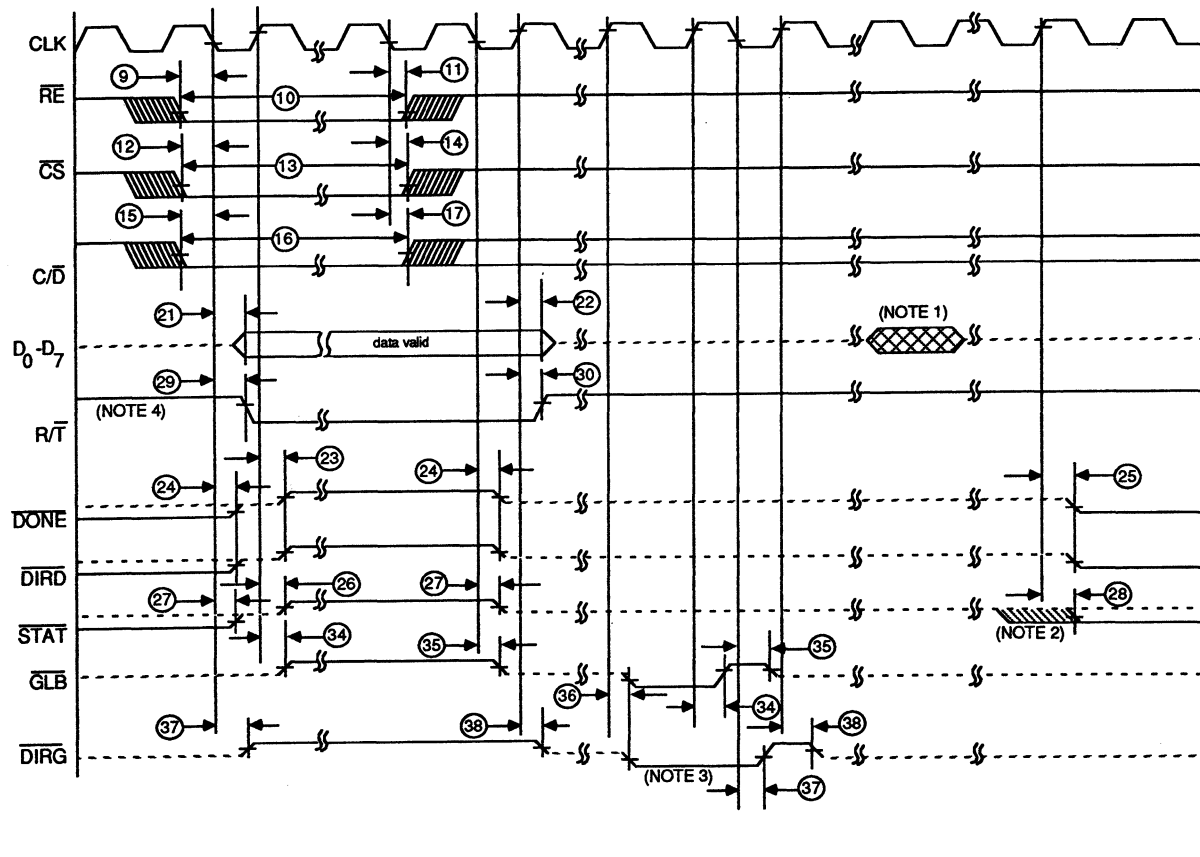 CLK
9
11
RE
10
12
14
CS
13
15
17
16
C/D
21
22
(NOTE 1)
D0-D7
data valid
29
30
(NOTE 4)
R/T
23
24
24
25
DONE
DIRD
26
27
27
28
STAT
(NOTE 2)
34
35
35
GLB
36
34
37
38
38
DIRG
(NOTE 3)
37